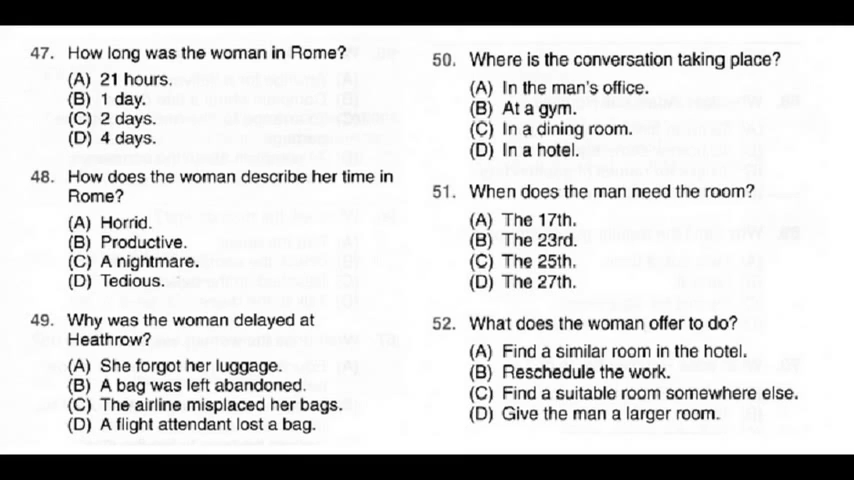 47. How long was the woman in Rome?
(A) 21 hours.
(B) 1 day.
(C) 2 days.
(D) 4 days.
48. How does the woman describe her time in
Rome?
(A) Horrid.
(B) Productive.
(C) A nightmare.
(D) Tedious.
49. Why was the woman delayed at
Heathrow?
(A) She forgot her luggage.
(B) A bag was left abandoned.
(C) The airline misplaced her bags.
(D) A flight attendant lost a bag.
50. Where is the conversation taking place?
(A) In the man's office.
(B) At a gym.
(C) In a dining room.
(D) In a hotel.
51. When does the man need the room?
(A) The 17th.
(B) The 23rd.
(C) The 25th.
(D) The 27th.
52. What does the woman offer to do?
(A) Find a similar room in the hotel.
(B) Reschedule the work.
(C) Find a suitable room somewhere else.
(D) Give the man a larger room.